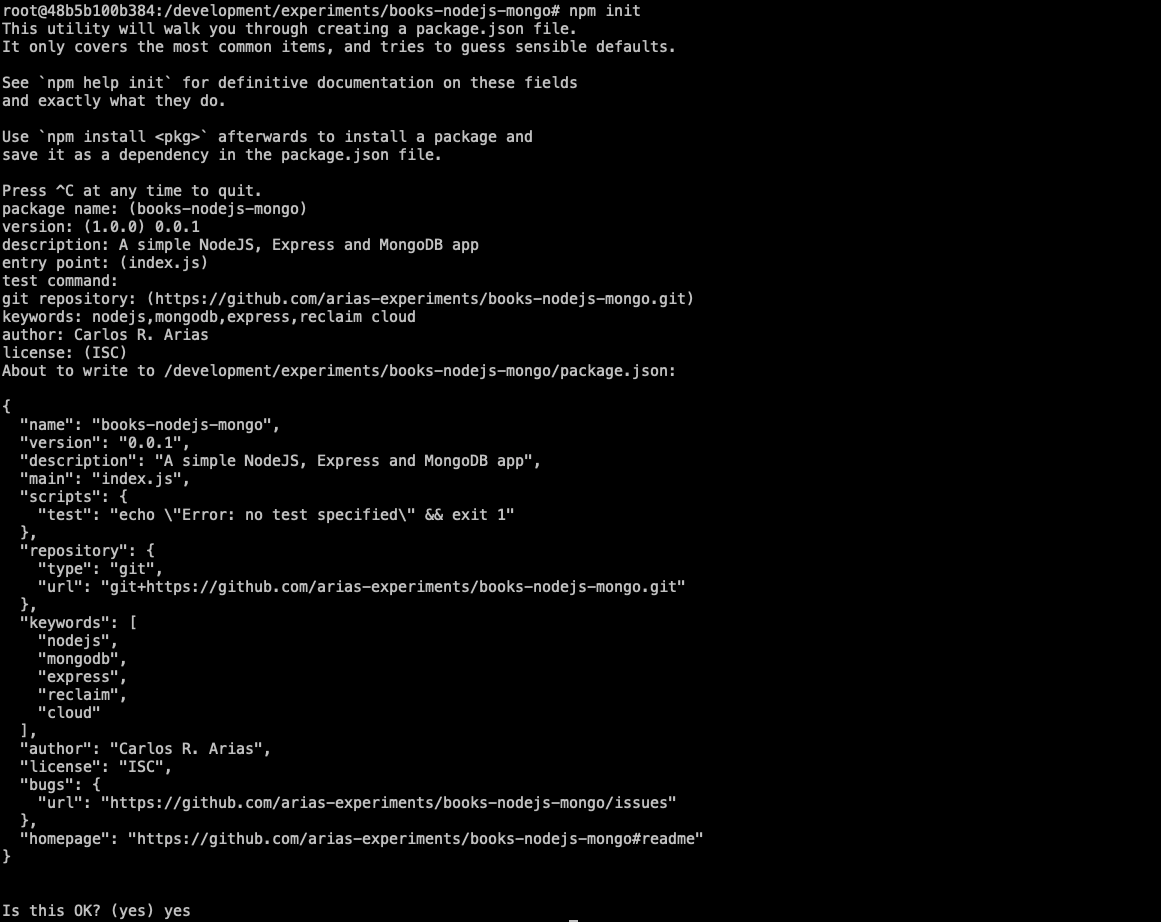 root@48b5b100b384:/development/experiments/books-nodejs-mongo# npm init
This utility will walk you through creating a package.json file.
It only covers the most common items, and tries to guess sensible defaults.

See `npm help init` for definitive documentation on these fields
and exactly what they do.

Use `npm install <pkg>` afterwards to install a package and
save it as a dependency in the package.json file.

Press ^C at any time to quit.
package name: (books-nodejs-mongo)
version: (1.0.0) 0.0.1
description: A simple NodeJS, Express and MongoDB app
entry point: (index.js)
test command:
git repository: (https://github.com/arias-experiments/books-nodejs-mongo.git)
keywords: nodejs,mongodb,express,reclaim cloud
author: Carlos R. Arias
license: (ISC)
About to write to /development/experiments/books-nodejs-mongo/package.json:

{
  "name": "books-nodejs-mongo",
  "version": "0.0.1",
  "description": "A simple NodeJS, Express and MongoDB app",
  "main": "index.js",
  "scripts": {
    "test": "echo \"Error: no test specified\" && exit 1"
  },
  "repository": {
    "type": "git",
    "url": "git+https://github.com/arias-experiments/books-nodejs-mongo.git"
  },
  "keywords": [
    "nodejs",
    "mongodb",
    "express",
    "reclaim",
    "cloud"
  ],
  "author": "Carlos R. Arias",
  "license": "ISC",
  "bugs": {
    "url": "https://github.com/arias-experiments/books-nodejs-mongo/issues"
  },
  "homepage": "https://github.com/arias-experiments/books-nodejs-mongo#readme"
}

Is this OK? (yes) yes